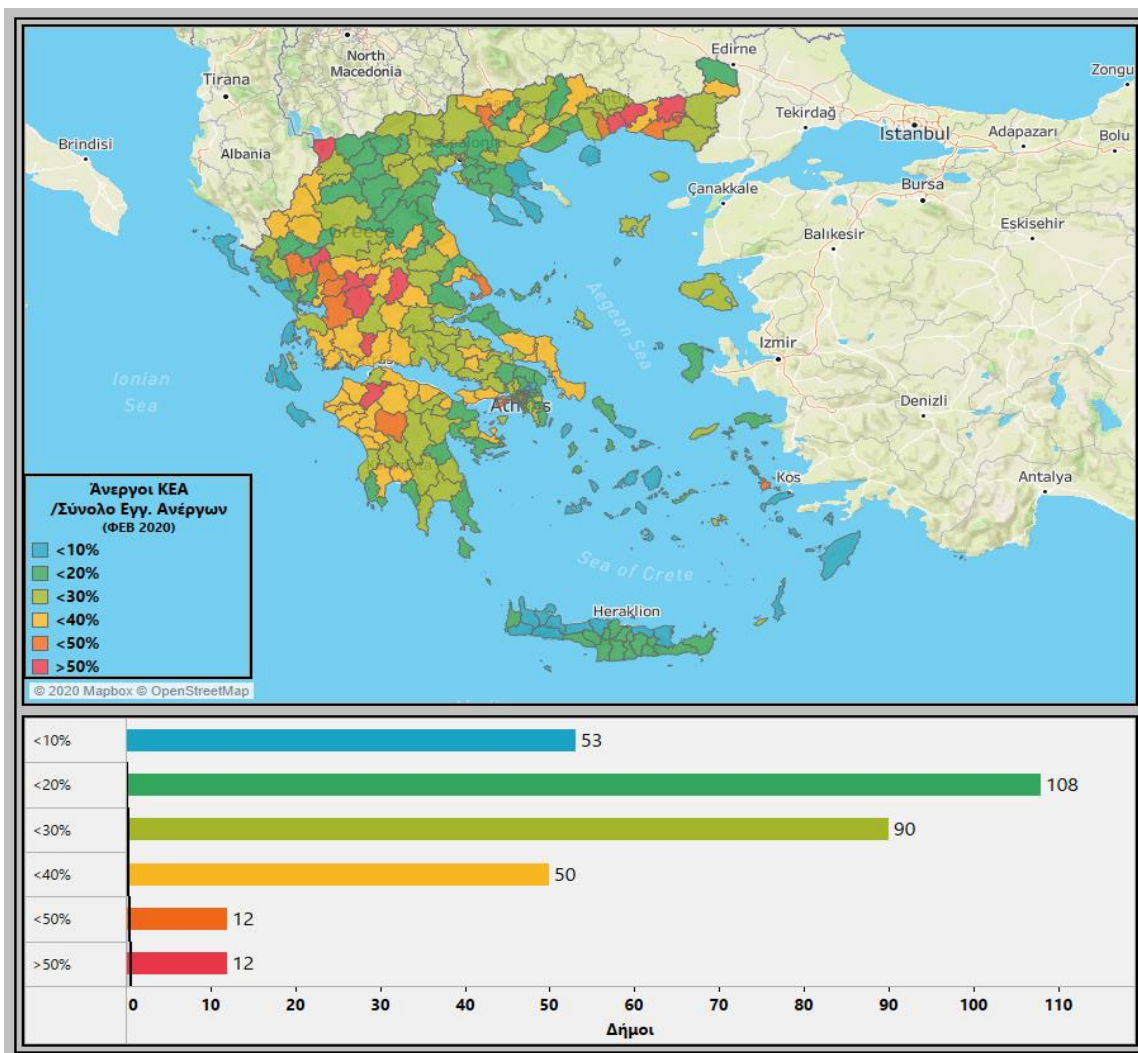 North
Macedonia
Tirana
Albania
Brindisi
Edirne
Zongu
Tekirdağ
Istanbul
Adapazarı
Bolu
Thessaloniki
Çanakkale
Bursa
Eskisehir
Balıkesir
Greece
Aegean Sea
Izmir
Ionian
Sea
Denizli
Athens
Kos
Antalya
Sea of Crete
Heraklion
Άνεργοι ΚΕΑ
/Σύνολο Εγγ. Ανέργων
(ΦΕΒ 2020)
<10%
<20%
<30%
<40%
<50%
>50%
© 2020 Mapbox © OpenStreetMap
<10% 53
<20% 108
<30% 90
<40% 50
<50% 12
>50% 12
0 10 20 30 40 50 60 70 80 90 100 110
Δήμοι